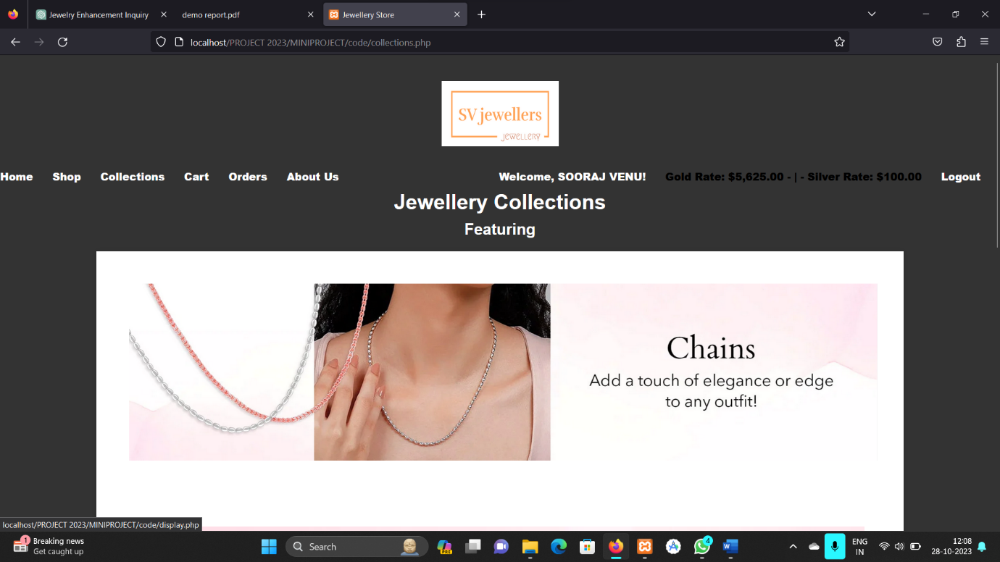 Jewelry Enhancement Inquiry
demo report.pdf
Jewellery Store
localhost/PROJECT 2023/MINIPROJECT/code/collections.php
SV jewellers
JEWELLERY
Home Shop Collections Cart Orders About Us Welcome, SOORAJ VENU! Gold Rate: $5,625.00 - | - Silver Rate: $100.00 Logout
Jewellery Collections
Featuring
Chains
Add a touch of elegance or edge
to any outfit!
localhost/PROJECT 2023/MINIPROJECT/code/display.php
1 Breaking news
Get caught up
Search
PRE
4
ENG
IN
12:08
28-10-2023